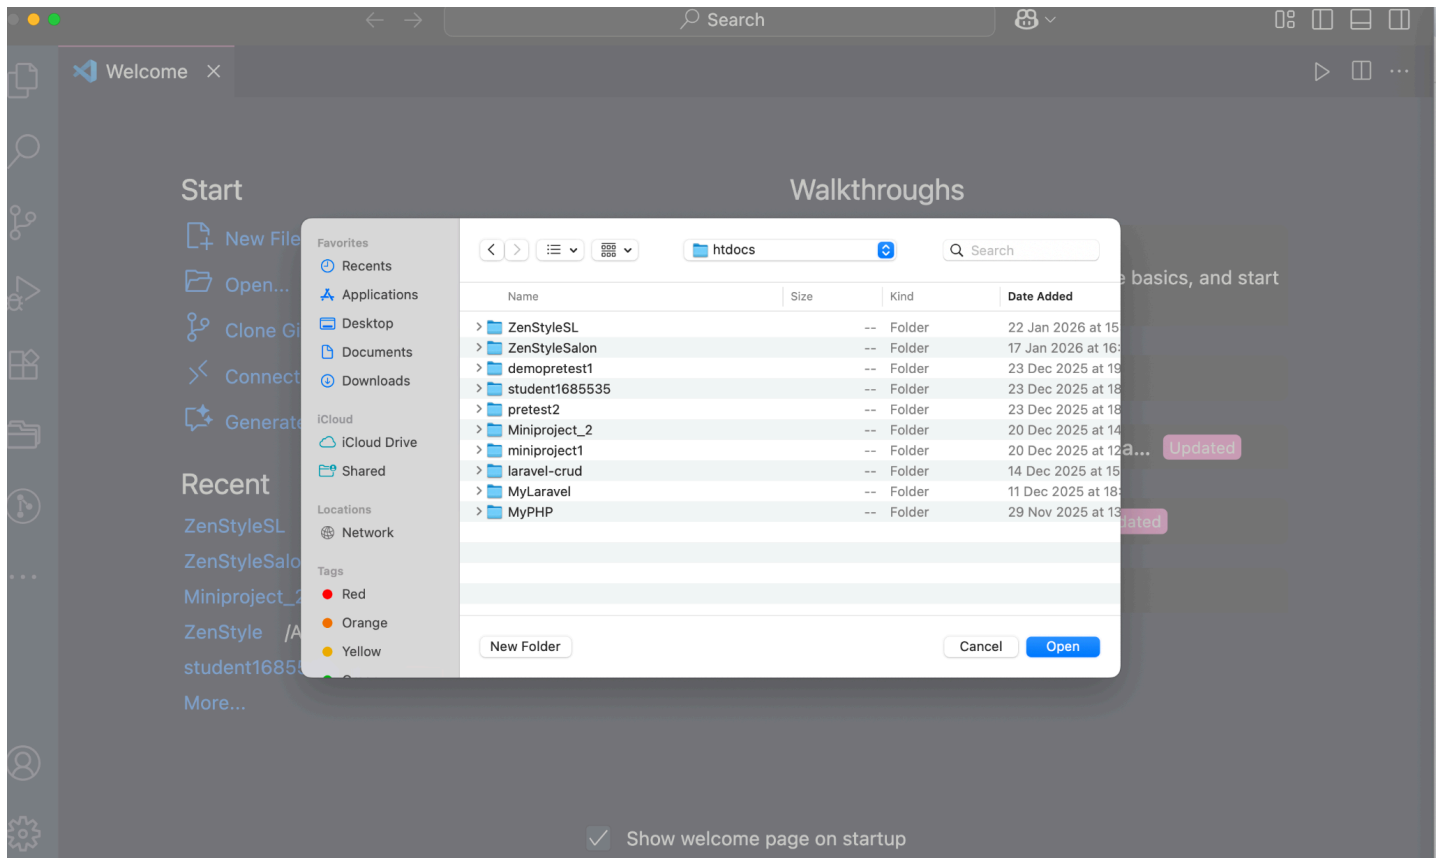 Search
Welcome
Start
Walkthroughs
New File
Open...
Clone Gi
Connect
Generate
e basics, and start
a... Updated
dated
Recent
ZenStyleSL
ZenStyleSalo
Miniproject_2
ZenStyle /A
student1685
More...
Show welcome page on startup
Favorites
Recents
Applications
Desktop
Documents
Downloads
iCloud
iCloud Drive
Shared
Locations
Network
Tags
Red
Orange
Yellow
htdocs
Search
Name Size Kind Date Added
ZenStyleSL -- Folder 22 Jan 2026 at 15
ZenStyleSalon -- Folder 17 Jan 2026 at 16:
demopretest1 -- Folder 23 Dec 2025 at 19
student1685535 -- Folder 23 Dec 2025 at 18
pretest2 -- Folder 23 Dec 2025 at 18
Miniproject_2 -- Folder 20 Dec 2025 at 14
miniproject1 -- Folder 20 Dec 2025 at 12
laravel-crud -- Folder 14 Dec 2025 at 15
MyLaravel -- Folder 11 Dec 2025 at 18:
MyPHP -- Folder 29 Nov 2025 at 13
New Folder
Cancel
Open